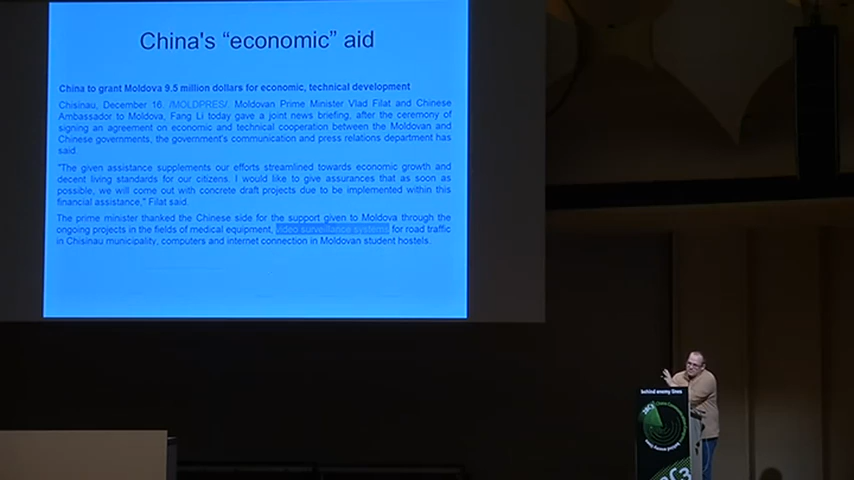 China's “economic” aid
China to grant Moldova 9.5 million dollars for economic, technical development
Chisinau, December 16. /MOLDPRES/. Moldovan Prime Minister Vlad Filat and Chinese
Ambassador to Moldova, Fang Li today gave a joint news briefing, after the ceremony of
signing an agreement on economic and technical cooperation between the Moldovan and
Chinese governments, the government's communication and press relations department has
said.
"The given assistance supplements our efforts streamlined towards economic growth and
decent living standards for our citizens. I would like to give assurances that as soon as
possible, we will come out with concrete draft projects due to be implemented within this
financial assistance," Filat said.
The prime minister thanked the Chinese side for the support given to Moldova through the
ongoing projects in the fields of medical equipment, video surveillance systems for road traffic
in Chisinau municipality, computers and internet connection in Moldovan student hostels.
behind enemy lines
28C3
behind enemy lines